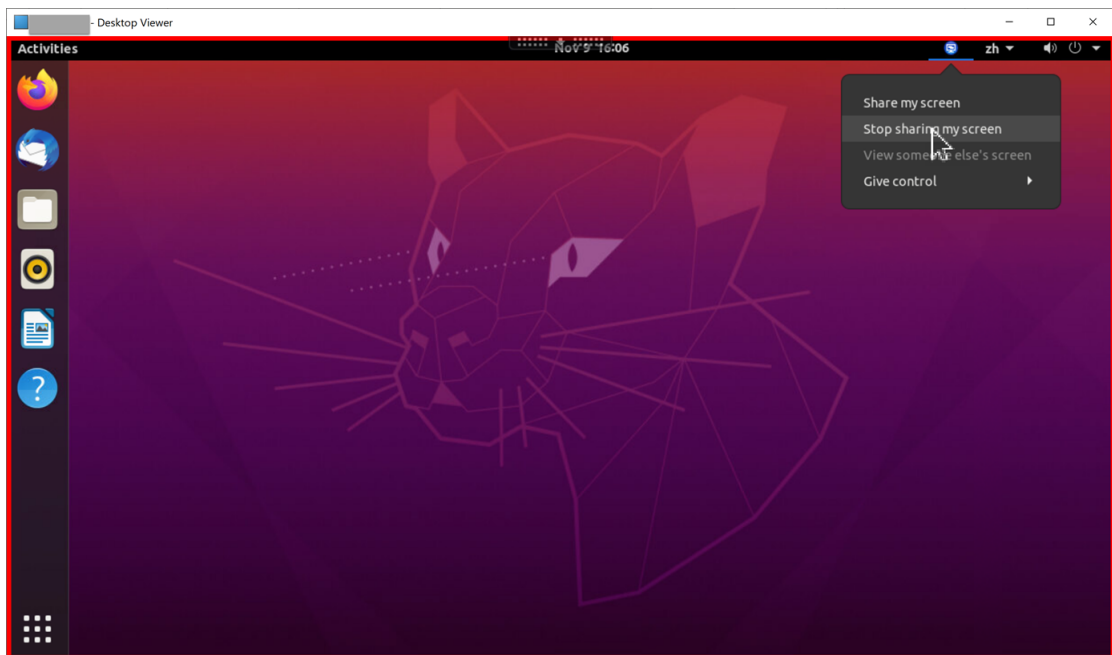 - Desktop Viewer
Activities
Nov 9 16:06
zh
Share my screen
Stop sharing my screen
View someone else's screen
Give control
?